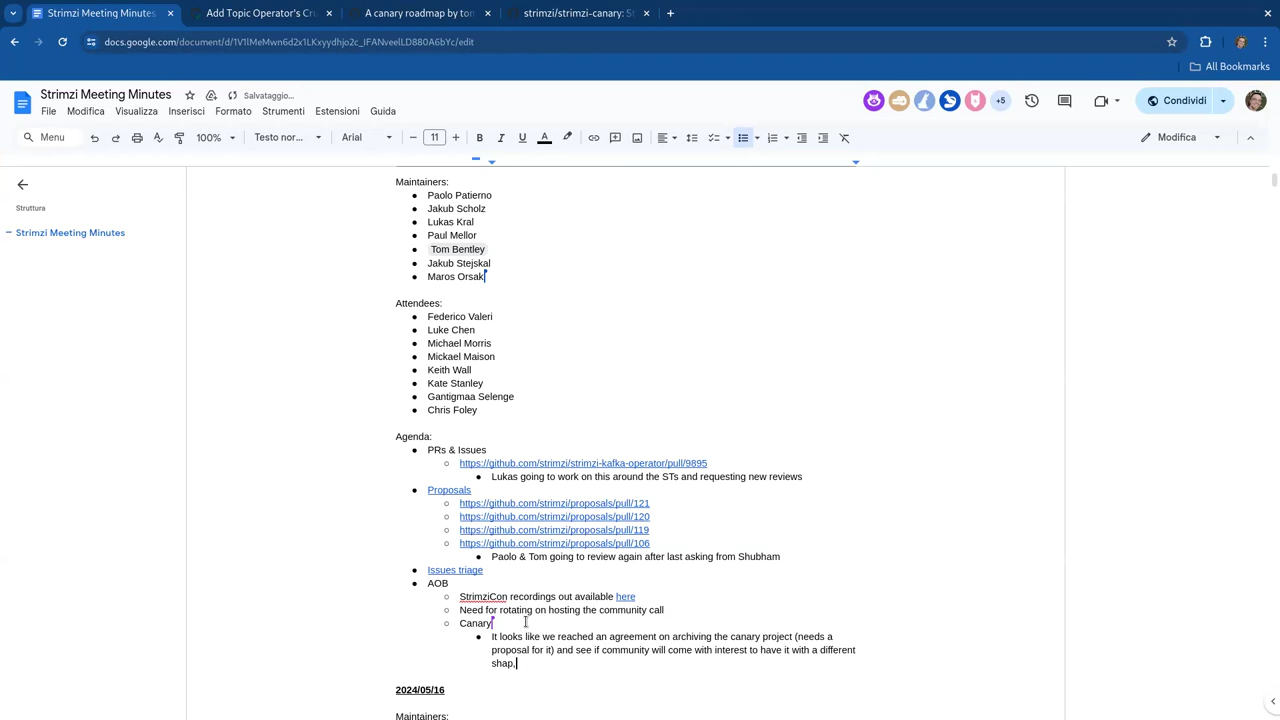 Strimzi Meeting Minutes
Add Topic Operator's Cru
A canary roadmap by ton
strimzi/strimzi-canary: St
docs.google.com/document/d/1V1lMeMwn6d2x1LKxyydhjo2c_IFANveelLD880A6bYc/edit
All Bookmarks
Strimzi Meeting Minutes
Salvataggio...
File Modifica Visualizza Inserisci Formato Strumenti Estensioni Guida
+5
Condividi
Menu
100%
Testo nor...
Arial
11
Modifica
Struttura
Strimzi Meeting Minutes
Maintainers:
● Paolo Patierno
● Jakub Scholz
● Lukas Kral
● Paul Mellor
● Tom Bentley
● Jakub Stejskal
● Maros Orsak
Attendees:
● Federico Valeri
● Luke Chen
● Michael Morris
● Mickael Maison
● Keith Wall
● Kate Stanley
● Gantigmaa Selenge
● Chris Foley
Agenda:
● PRs & Issues
○ https://github.com/strimzi/strimzi-kafka-operator/pull/9895
● Lukas going to work on this around the STs and requesting new reviews
● Proposals
○ https://github.com/strimzi/proposals/pull/121
○ https://github.com/strimzi/proposals/pull/120
○ https://github.com/strimzi/proposals/pull/119
○ https://github.com/strimzi/proposals/pull/106
● Paolo & Tom going to review again after last asking from Shubham
● Issues triage
● AOB
○ StrimziCon recordings out available here
○ Need for rotating on hosting the community call
○ Canary
● It looks like we reached an agreement on archiving the canary project (needs a
proposal for it) and see if community will come with interest to have it with a different
shap,
2024/05/16
Maintainers: